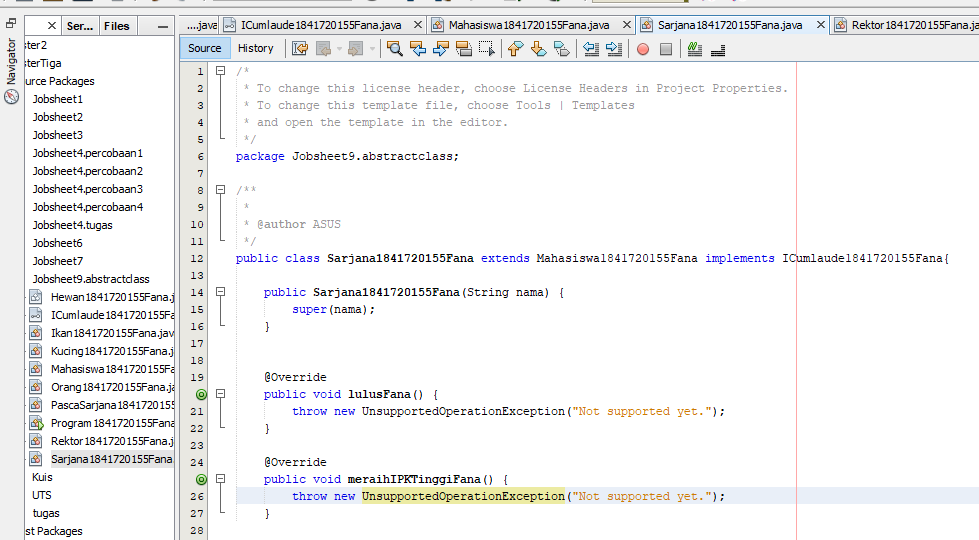 Ser...
Files
Navigator
ster2
sterTiga
urce Packages
Jobsheet1
Jobsheet2
Jobsheet3
Jobsheet4.percobaan1
Jobsheet4.percobaan2
Jobsheet4.percobaan3
Jobsheet4.percobaan4
Jobsheet4.tugas
Jobsheet6
Jobsheet7
Jobsheet9.abstractclass
Hewan1841720155Fana.j
ICumlaude1841720155Fa
Ikan1841720155Fana.jav
Kucing1841720155Fana.j
Mahasiswa1841720155Fa
Orang1841720155Fana.ja
PascaSarjana1841720155
Program1841720155Fana
Rektor1841720155Fana.j
Sarjana1841720155Fana
Kuis
UTS
tugas
st Packages
....java
ICumlaude1841720155Fana.java
Mahasiswa1841720155Fana.java
Sarjana1841720155Fana.java
Rektor1841720155Fana.ja
Source
History
1 /*
2 * To change this license header, choose License Headers in Project Properties.
3 * To change this template file, choose Tools | Templates
4 * and open the template in the editor.
5 */
6 package Jobsheet9.abstractclass;
7
8 /**
9 *
10 * @author ASUS
11 */
12 public class Sarjana1841720155Fana extends Mahasiswa1841720155Fana implements ICumlaude1841720155Fana{
13
14 public Sarjana1841720155Fana(String nama) {
15 super(nama);
16 }
17
18
19 @Override
public void lulusFana() {
21 throw new UnsupportedOperationException("Not supported yet.");
22 }
23
24 @Override
public void meraihIPKTinggiFana() {
26 throw new UnsupportedOperationException("Not supported yet.");
27 }
28